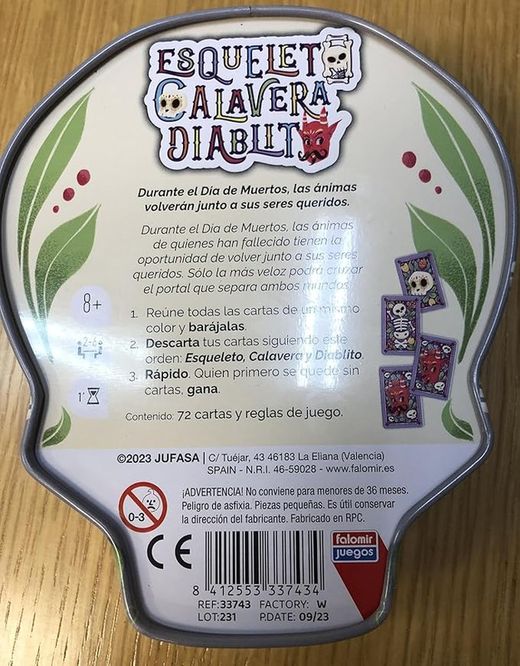 ESQUELETO
CALAVERA
DIABLITO
Durante el Día de Muertos, las ánimas
volverán junto a sus seres queridos.
Durante el Día de Muertos, las ánimas
de quienes han fallecido tienen la
oportunidad de volver junto a sus seres
queridos. Sólo la más veloz podrá cruzar
el portal que separa ambos mundos.
8+
2-6
1'
1. Reúne todas las cartas de un mismo
color y barájalas.
2. Descarta tus cartas siguiendo este
orden: Esqueleto, Calavera y Diablito.
3. Rápido. Quien primero se quede sin
cartas, gana.
Contenido: 72 cartas y reglas de juego.
©2023 JUFASA | C/ Tuéjar, 43 46183 La Eliana (Valencia)
SPAIN - N.R.I. 46-59028 - www.falomir.es
0-3
¡ADVERTENCIA! No conviene para menores de 36 meses.
Peligro de asfixia. Piezas pequeñas. Es útil conservar
la dirección del fabricante. Fabricado en RPC.
CE
falomir
juegos
8 412553 337434
REF:33743 FACTORY: W
LOT:231 P.DATE: 09/23